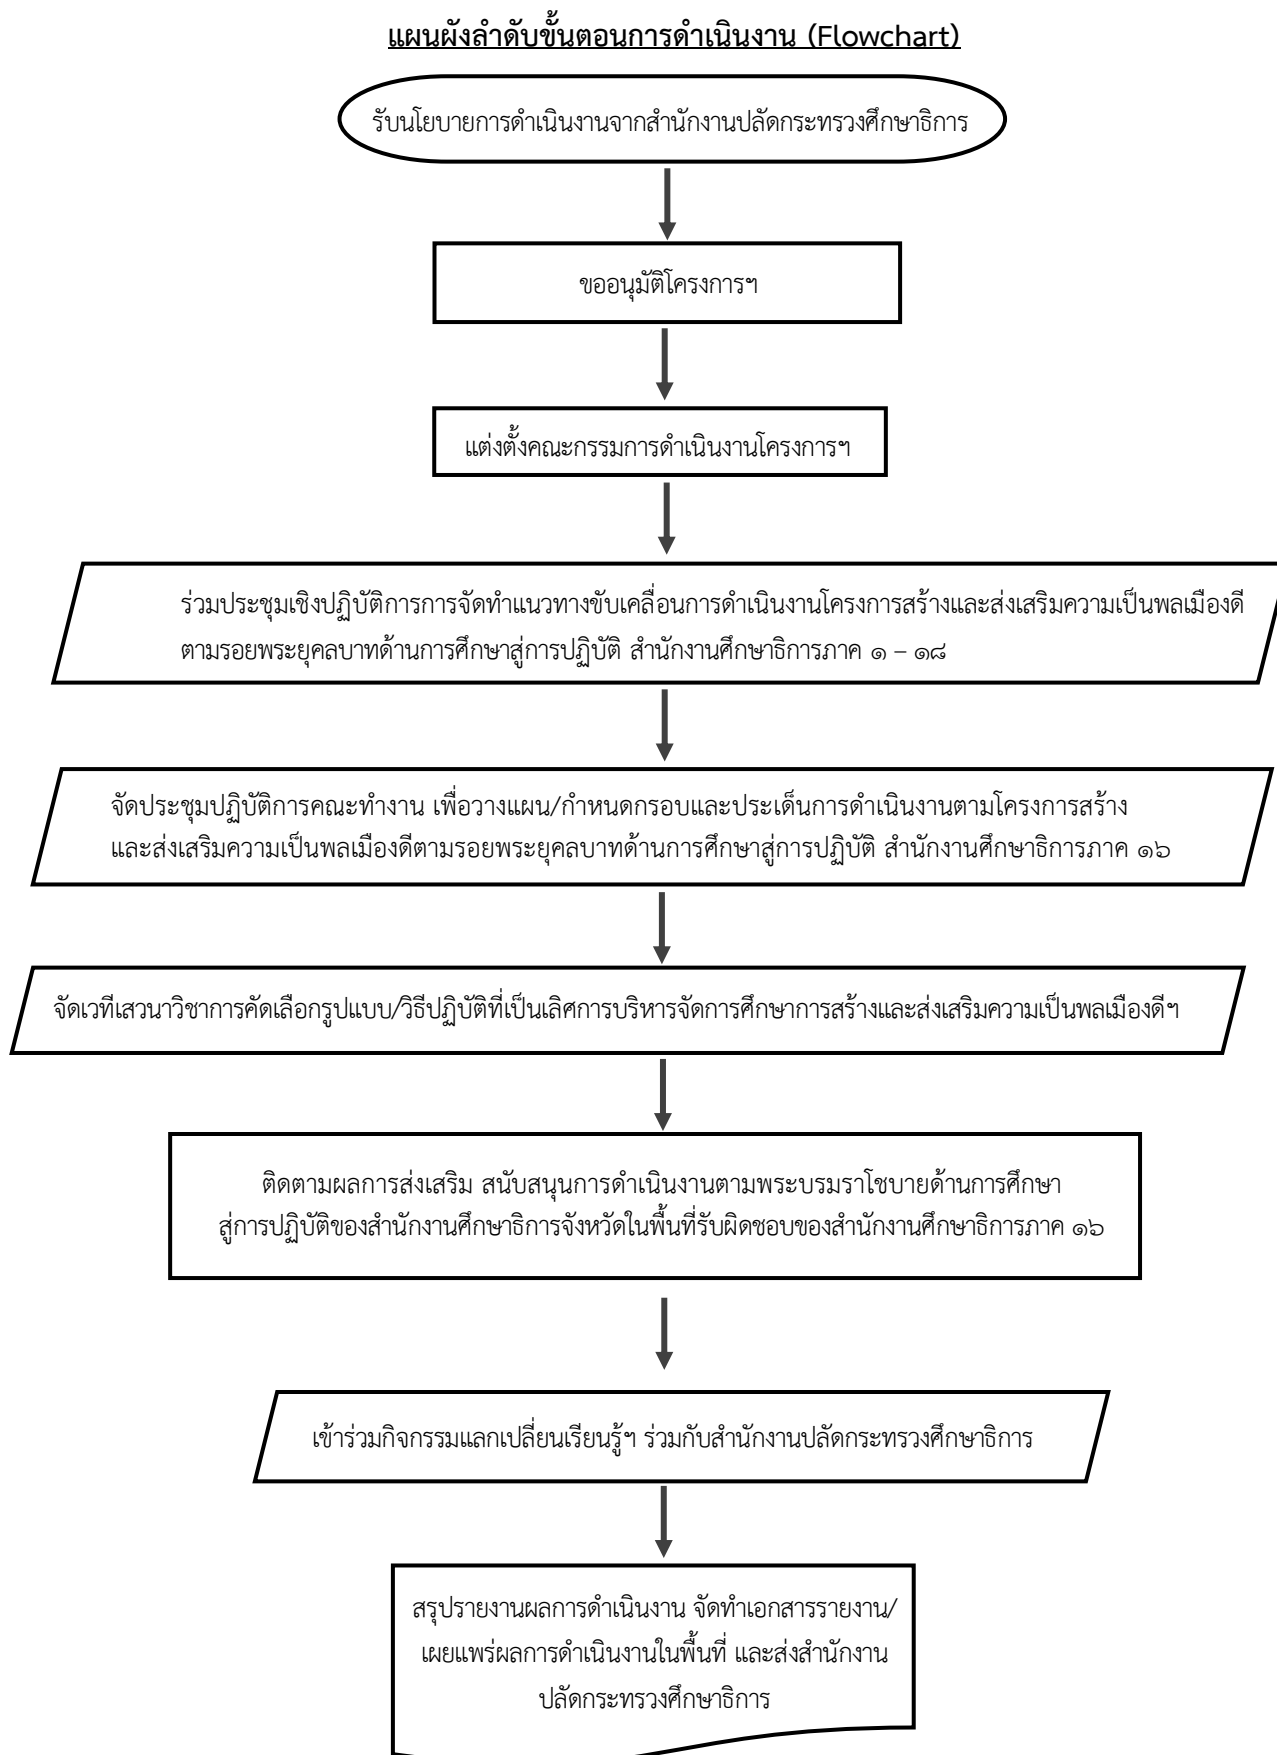 แผนผังลำดับขั้นตอนการดำเนินงาน (Flowchart)
รับนโยบายการดำเนินงานจากสำนักงานปลัดกระทรวงศึกษาธิการ
ขออนุมัติโครงการฯ
แต่งตั้งคณะกรรมการดำเนินงานโครงการฯ
ร่วมประชุมเชิงปฏิบัติการการจัดทำแนวทางขับเคลื่อนการดำเนินงานโครงการสร้างและส่งเสริมความเป็นพลเมืองดี
ตามรอยพระยุคลบาทด้านการศึกษาสู่การปฏิบัติ สำนักงานศึกษาธิการภาค ๑ – ๑๘
จัดประชุมปฏิบัติการคณะทำงาน เพื่อวางแผน/กำหนดกรอบและประเด็นการดำเนินงานตามโครงการสร้าง
และส่งเสริมความเป็นพลเมืองดีตามรอยพระยุคลบาทด้านการศึกษาสู่การปฏิบัติ สำนักงานศึกษาธิการภาค ๑๖
จัดเวทีเสวนาวิชาการคัดเลือกรูปแบบ/วิธีปฏิบัติที่เป็นเลิศการบริหารจัดการศึกษาการสร้างและส่งเสริมความเป็นพลเมืองดีฯ
ติดตามผลการส่งเสริม สนับสนุนการดำเนินงานตามพระบรมราโชบายด้านการศึกษา
สู่การปฏิบัติของสำนักงานศึกษาธิการจังหวัดในพื้นที่รับผิดชอบของสำนักงานศึกษาธิการภาค ๑๖
เข้าร่วมกิจกรรมแลกเปลี่ยนเรียนรู้ฯ ร่วมกับสำนักงานปลัดกระทรวงศึกษาธิการ
สรุปรายงานผลการดำเนินงาน จัดทำเอกสารรายงาน/
เผยแพร่ผลการดำเนินงานในพื้นที่ และส่งสำนักงาน
ปลัดกระทรวงศึกษาธิการ